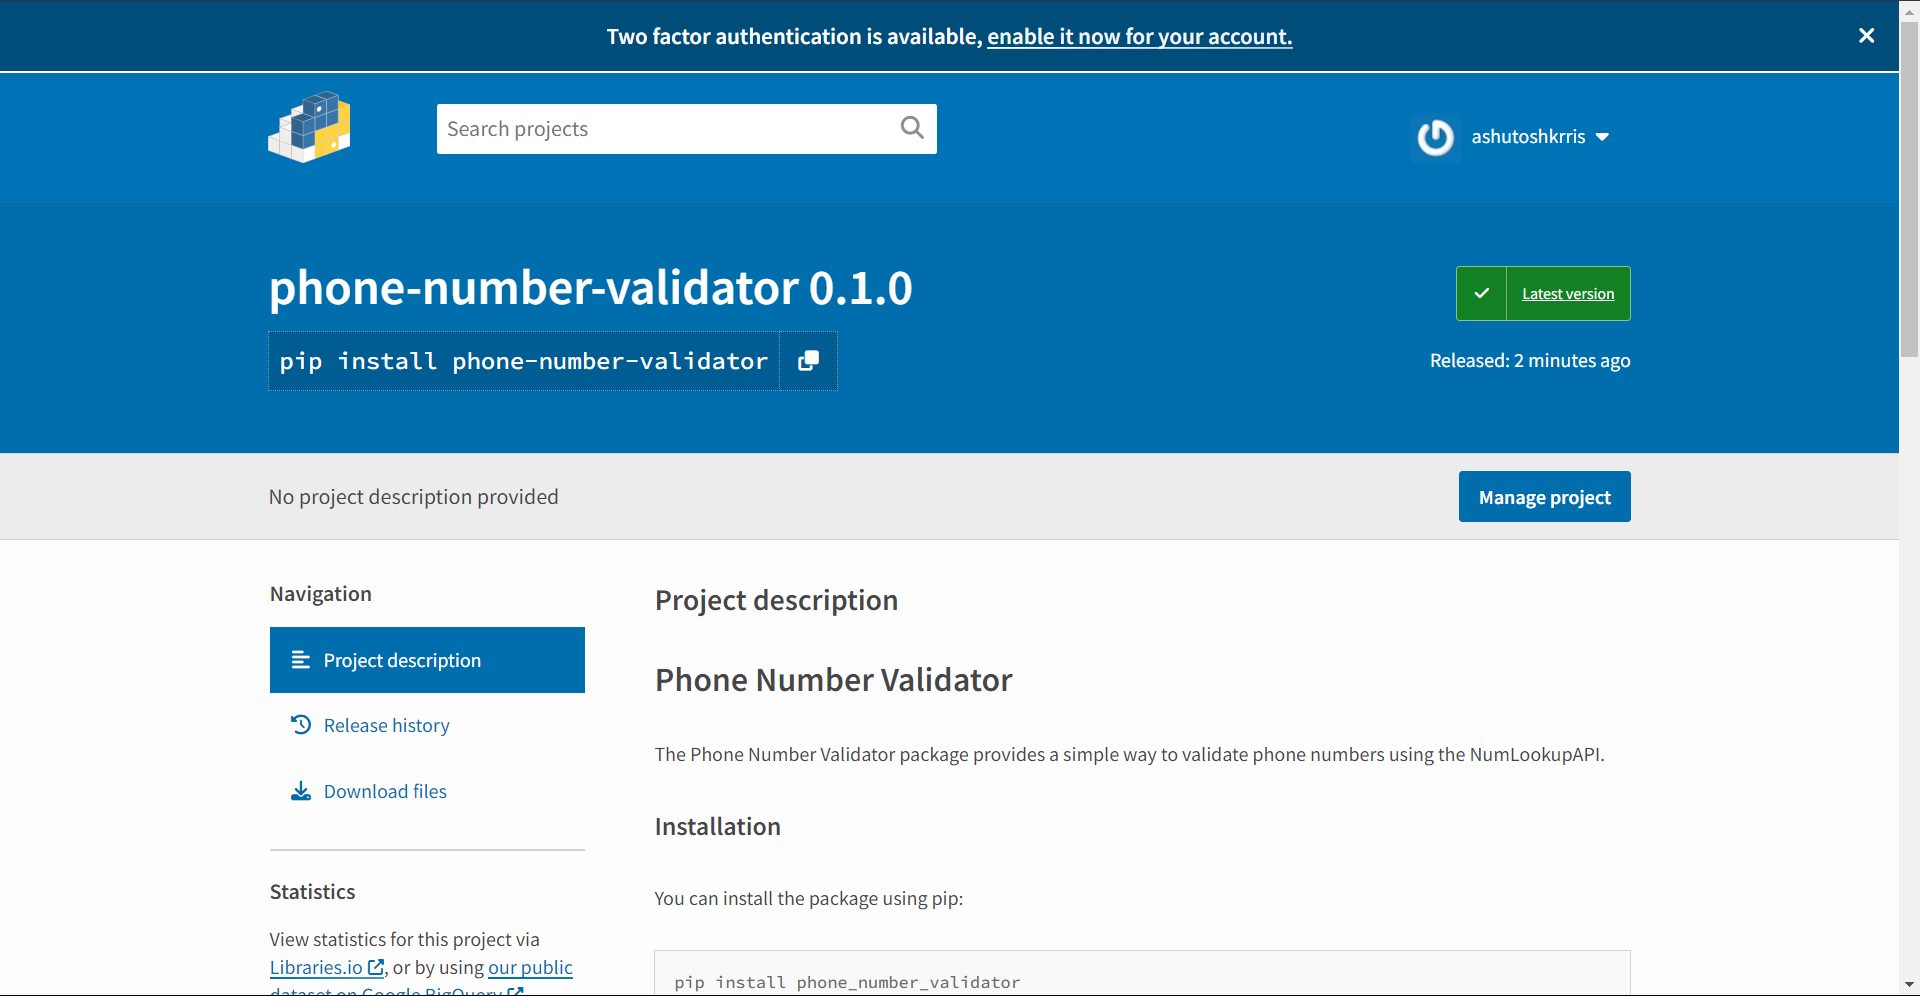 Two factor authentication is available, enable it now for your account.
Search projects
ashutoshkrris
phone-number-validator 0.1.0
Latest version
pip install phone-number-validator
Released: 2 minutes ago
No project description provided
Manage project
Navigation
Project description
Release history
Download files
Statistics
View statistics for this project via
Libraries.io, or by using our public
dataset on Google BigQuery
Project description
Phone Number Validator
The Phone Number Validator package provides a simple way to validate phone numbers using the NumLookupAPI.
Installation
You can install the package using pip:
pip install phone_number_validator